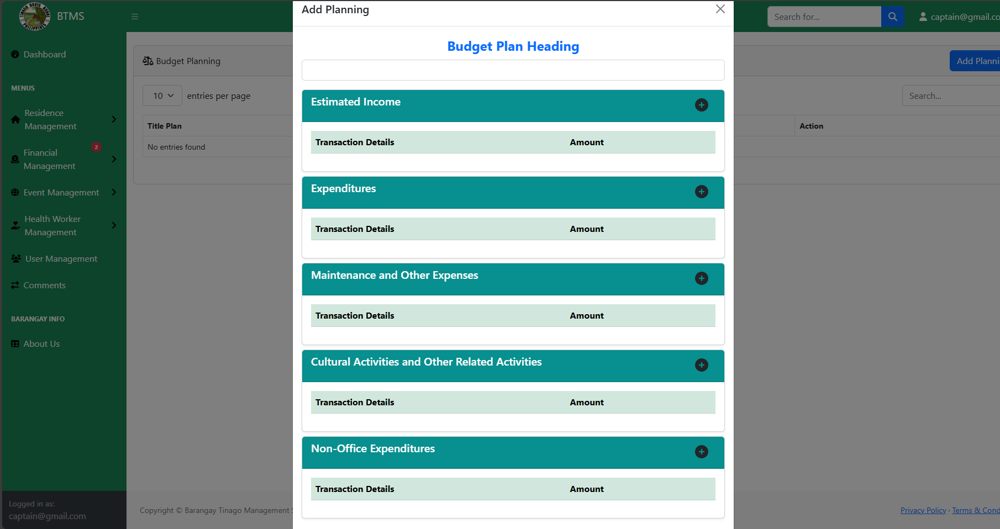 BTMS
Search for...
captain@gmail.co
Dashboard
MENUS
Residence
Management
Financial
Management
2
Event Management
Health Worker
Management
User Management
Comments
BARANGAY INFO
About Us
Logged in as:
captain@gmail.com
Budget Planning
Add Planni
10
entries per page
Search...
Title Plan
Action
No entries found
Copyright © Barangay Tinago Management
Privacy Policy · Terms & Cond
Add Planning
Budget Plan Heading
Estimated Income
Transaction Details Amount
Expenditures
Transaction Details Amount
Maintenance and Other Expenses
Transaction Details Amount
Cultural Activities and Other Related Activities
Transaction Details Amount
Non-Office Expenditures
Transaction Details Amount